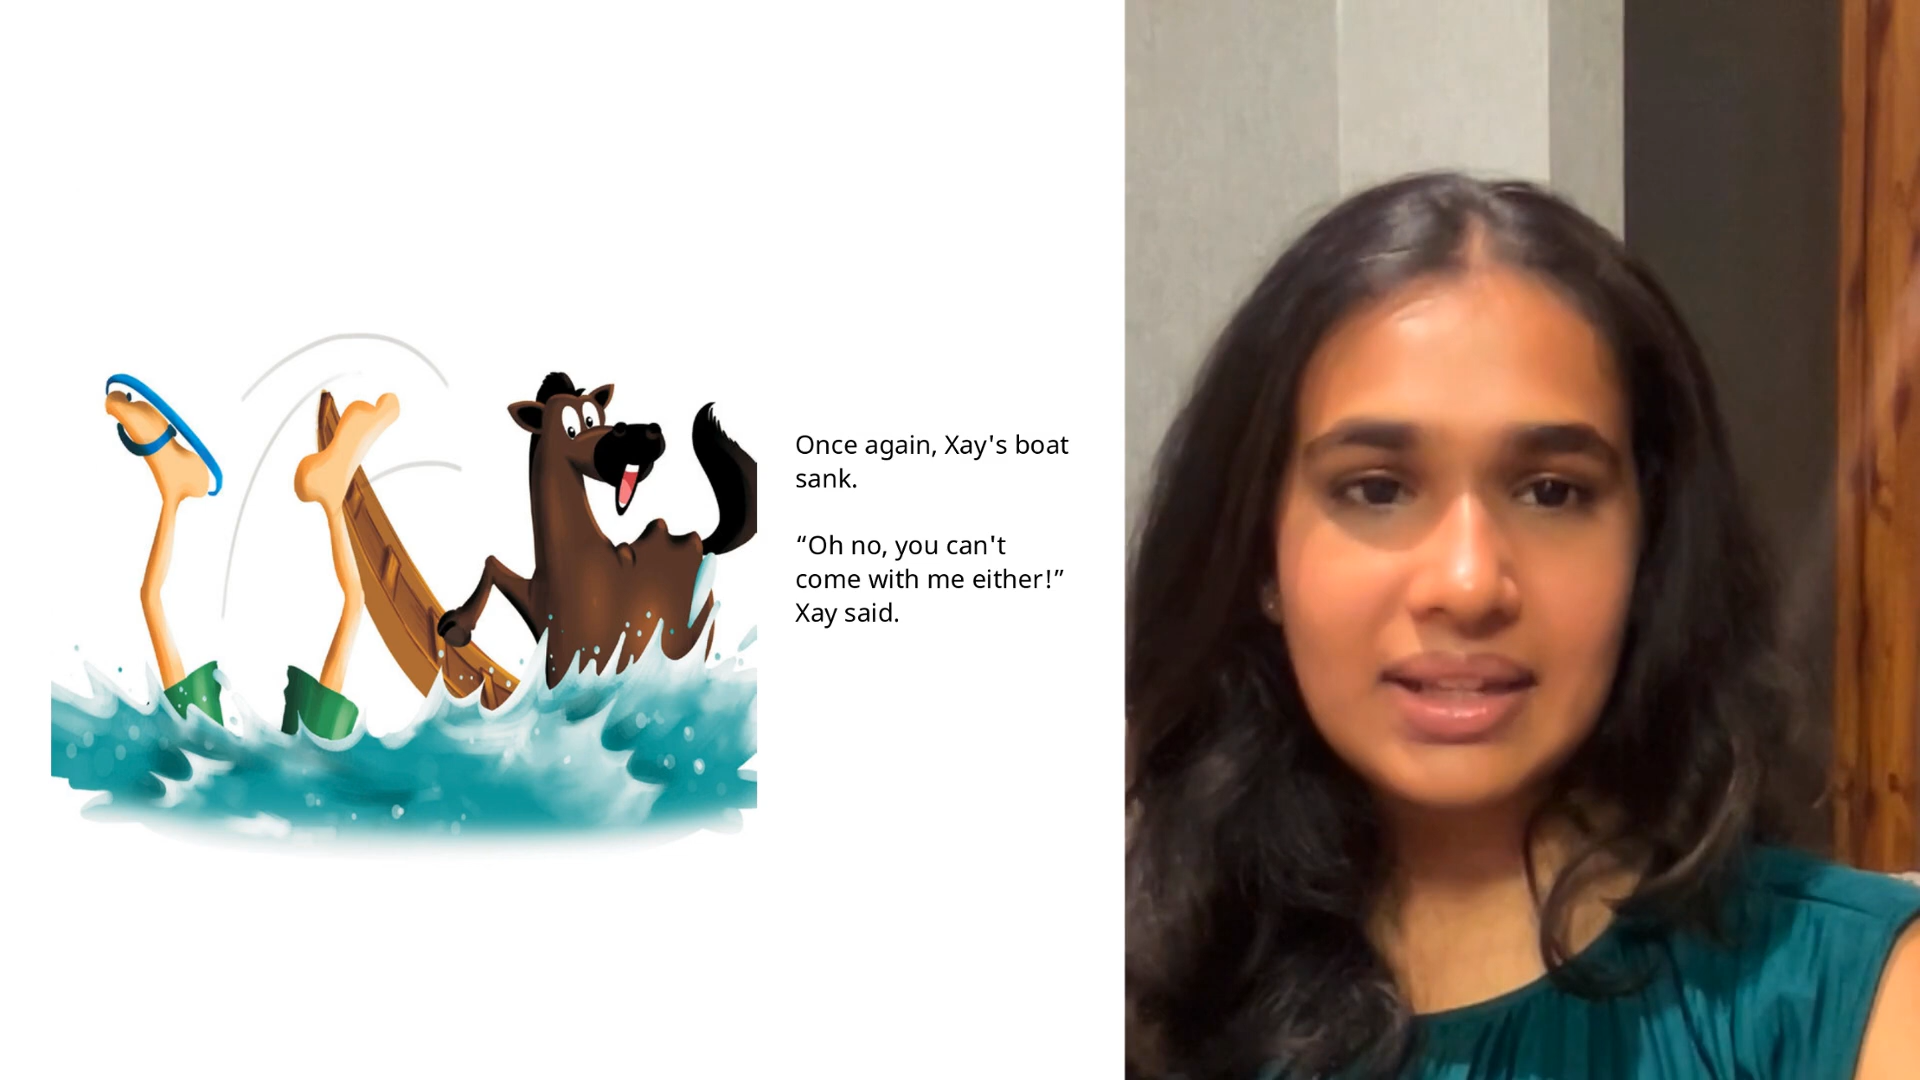 Once again, Xay's boat
sank.
“Oh no, you can't
come with me either!”
Xay said.